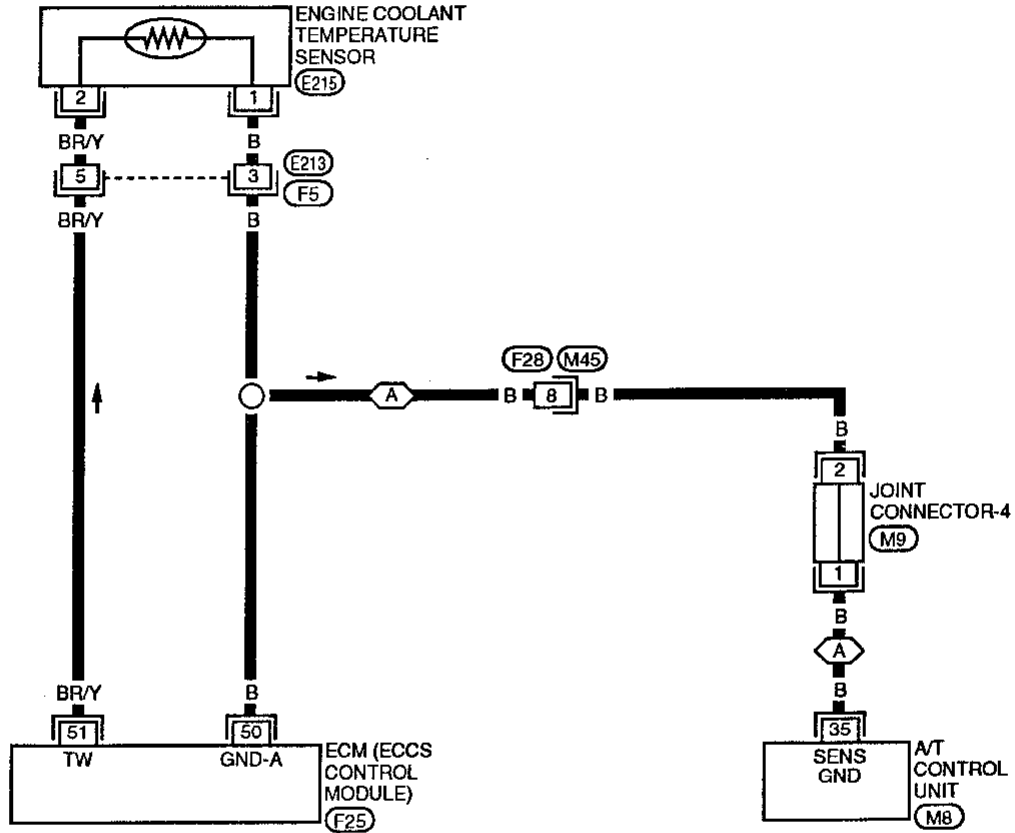 ENGINE COOLANT
TEMPERATURE
SENSOR
E215
2 1
BR/Y B
5 3
E213
F5
BR/Y B
F28 M45
A B 8 B
B
2
JOINT
CONNECTOR-4
M9
1
B
A
BR/Y B B
51 50 35
TW GND-A
ECM (ECCS
CONTROL
MODULE)
F25
SENS
GND
A/T
CONTROL
UNIT
M8